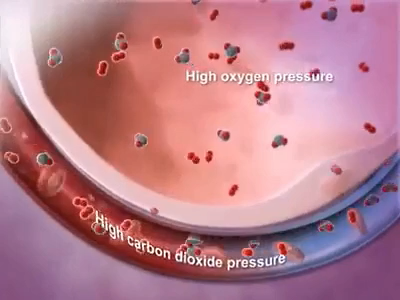 High oxygen pressure
High carbon dioxide pressure